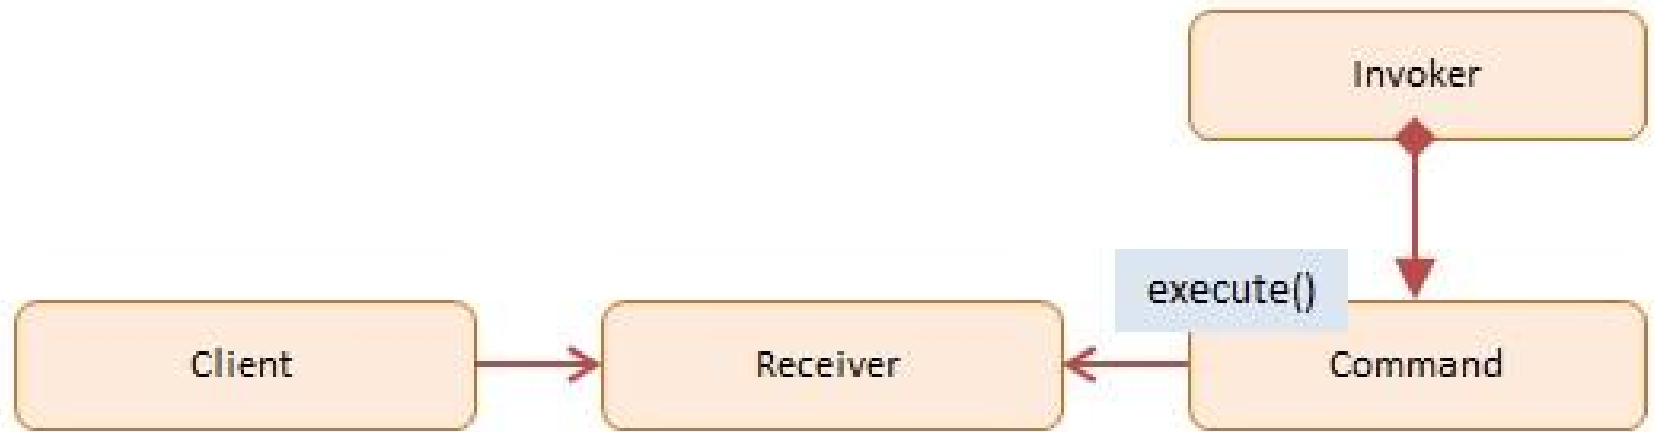 Invoker
execute()
Client
Receiver
Command